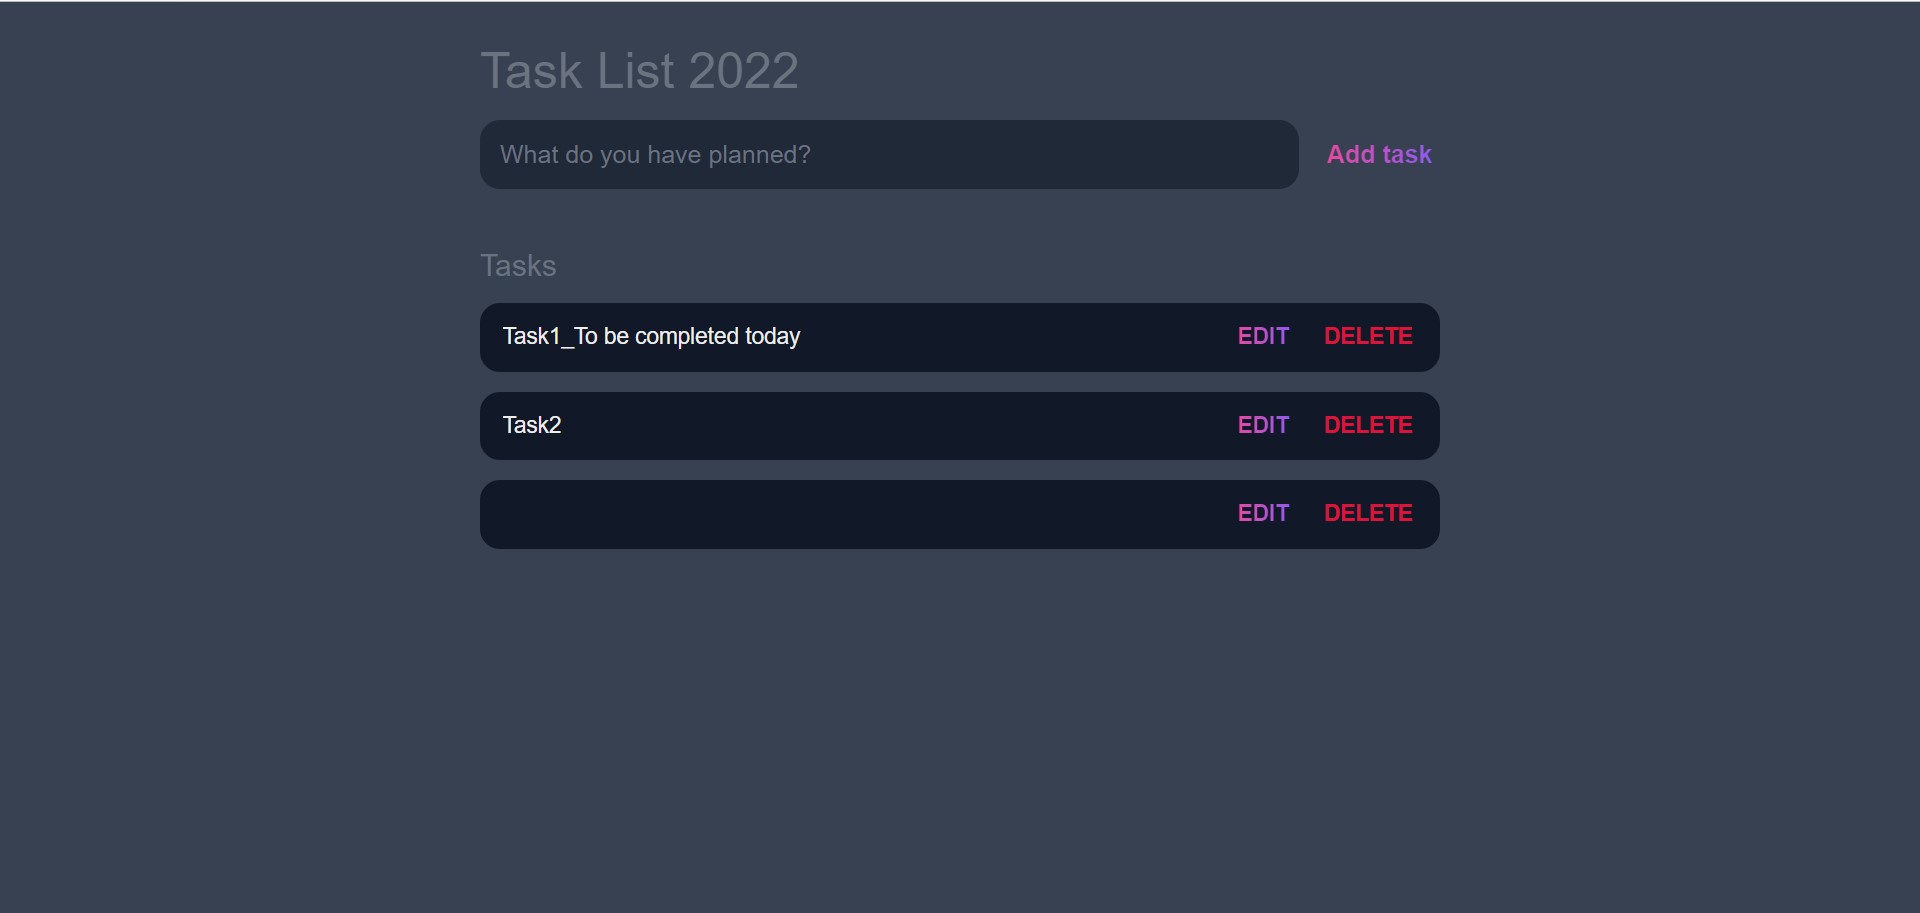 Task List 2022
What do you have planned?
Add task
Tasks
Task1_To be completed today
EDIT
DELETE
Task2
EDIT
DELETE
EDIT
DELETE